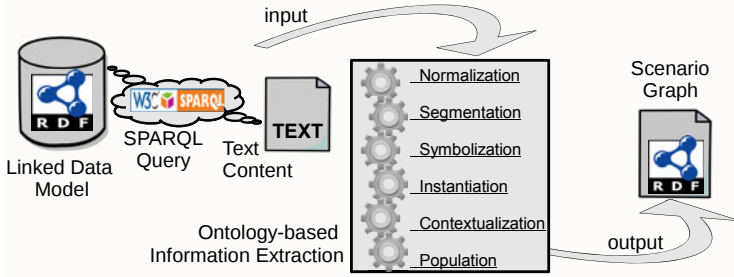 input
Normalization
Segmentation
Symbolization
Instantiation
Contextualization
Population
RDF
W3C SPARQL
TEXT
Linked Data
Model
SPARQL
Query
Text
Content
Ontology-based
Information Extraction
Scenario
Graph
RDF
output